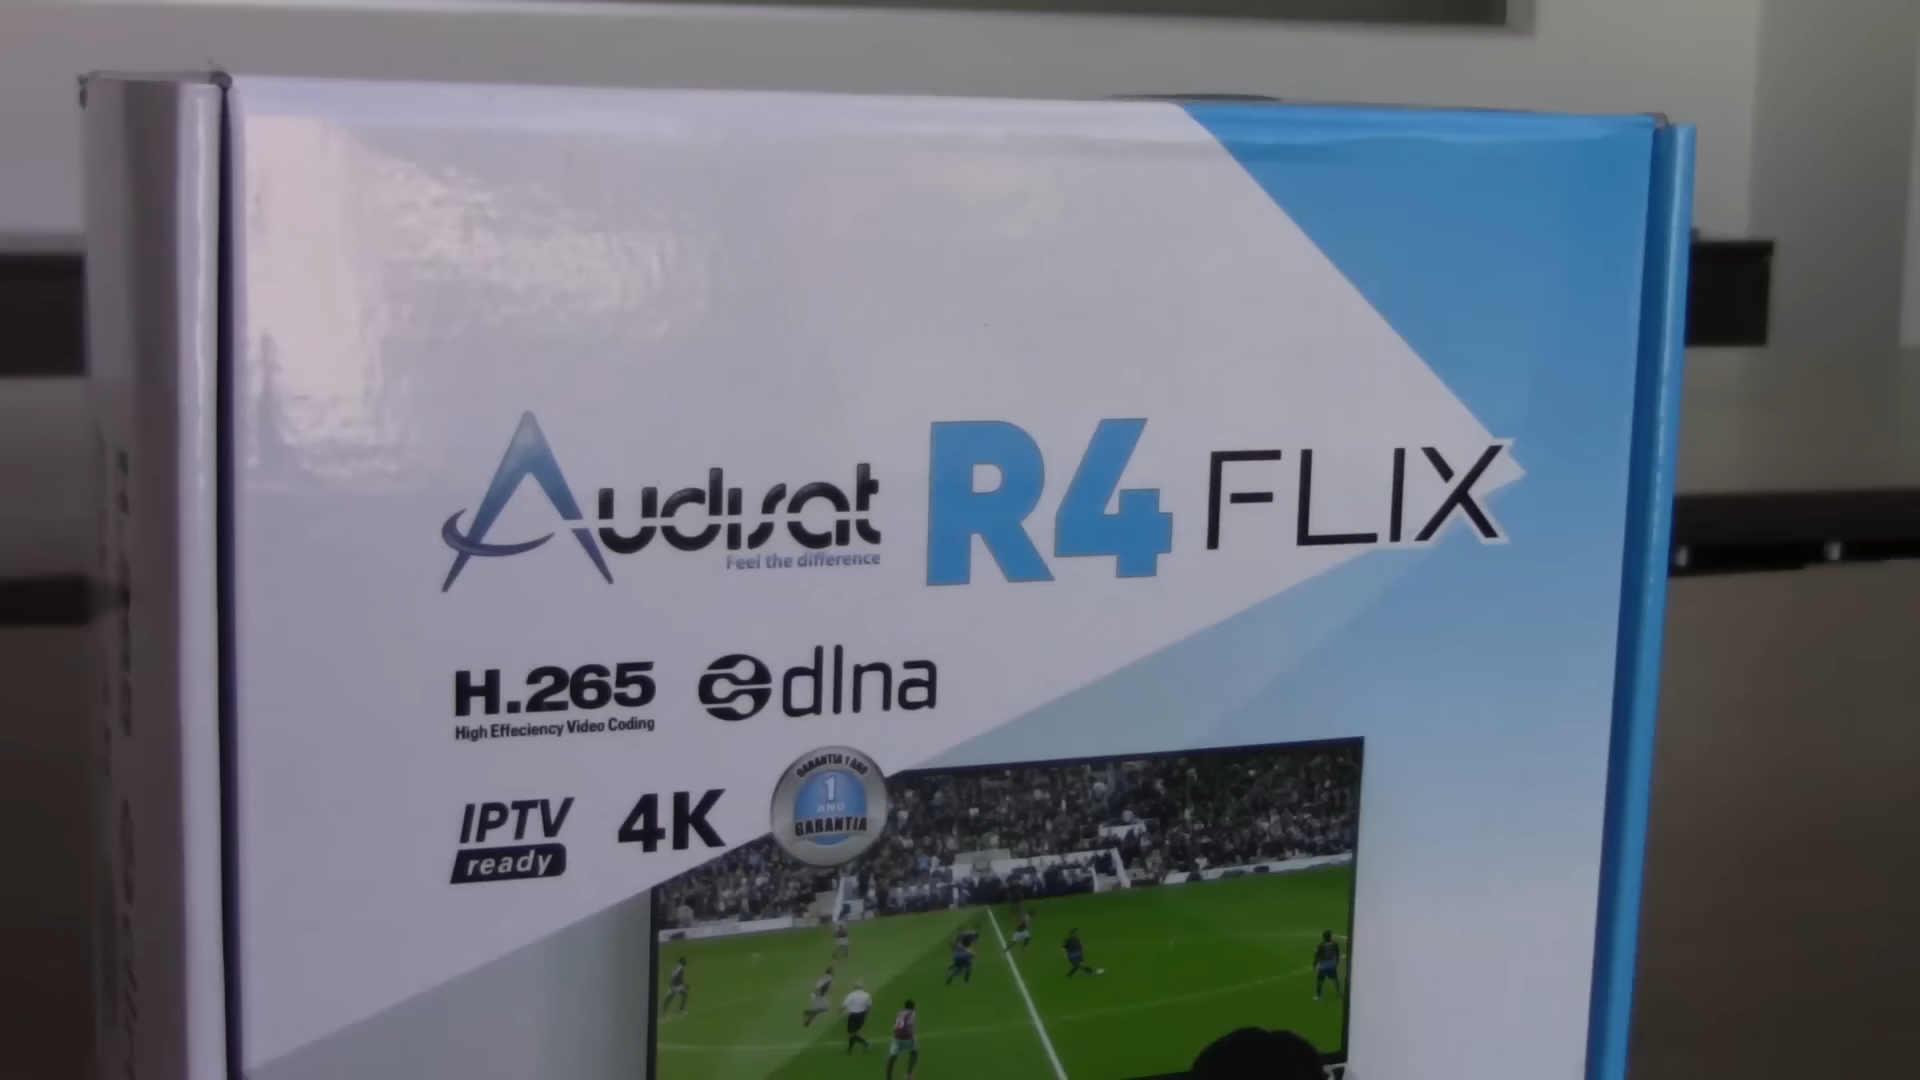 Audisat R4 FLIX
Feel the difference
H.265 dlna
High Effeciency Video Coding
IPTV 4K
ready
GARANTIA 1 ANO
1
ANO
GARANTIA